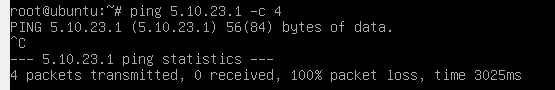 root@ubuntu:~# ping 5.10.23.1 -c 4
PING 5.10.23.1 (5.10.23.1) 56(84) bytes of data.
^C
--- 5.10.23.1 ping statistics ---
4 packets transmitted, 0 received, 100% packet loss, time 3025ms